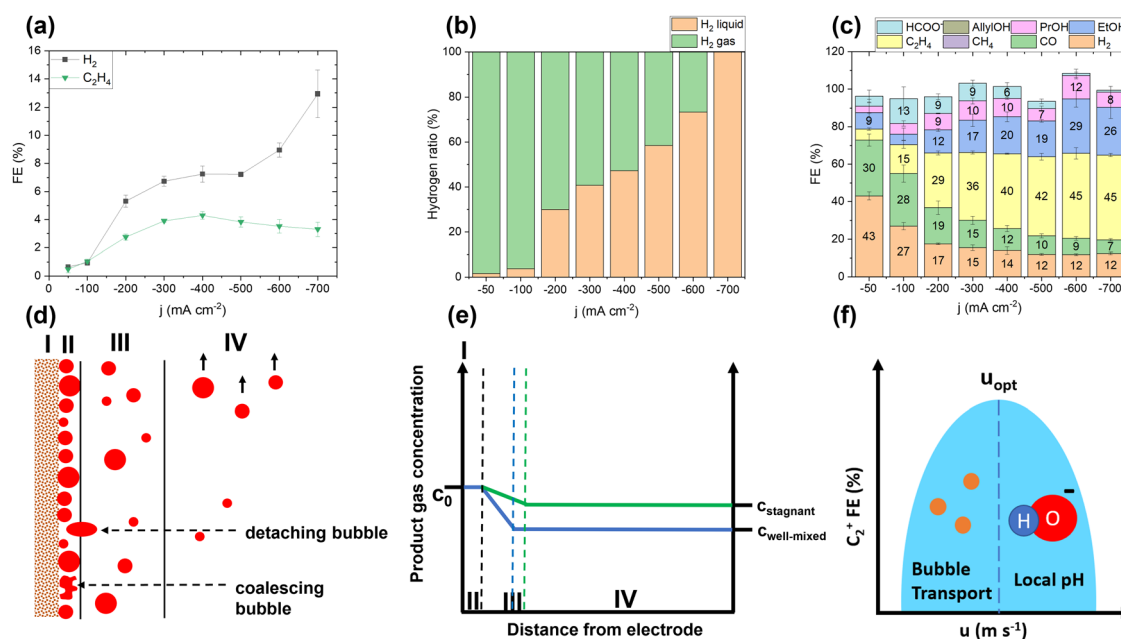 (a)
FE (%)
16
14
12
10
8
6
4
2
0
H2
C2H4
-100 -200 -300 -400 -500 -600 -700
j (mA cm-2)
(b)
H2 liquid
H2 gas
Hydrogen ratio (%)
100
80
60
40
20
0
-50 -100 -200 -300 -400 -500 -600 -700
j (mA cm-2)
(c)
HCOO- AllylOH PrOH EtOH
C2H4 CH4 CO H2
FE (%)
120
100
80
60
40
20
0
9 30 43
13 15 28 27
9 9 12 29 19 17
9 10 17 36 15 15
6 10 20 40 12 14
7 19 42 10 12
12 29 45 9 12
8 26 45 7 12
-50 -100 -200 -300 -400 -500 -600 -700
j (mA cm-2)
(d)
I II III IV
detaching bubble
coalescing
bubble
(e)
I
Product gas concentration
c0
cstagnant
cwell-mixed
II III IV
Distance from electrode
(f)
uopt
C2+ FE (%)
H O -
Bubble
Transport
Local pH
u (m s-1)